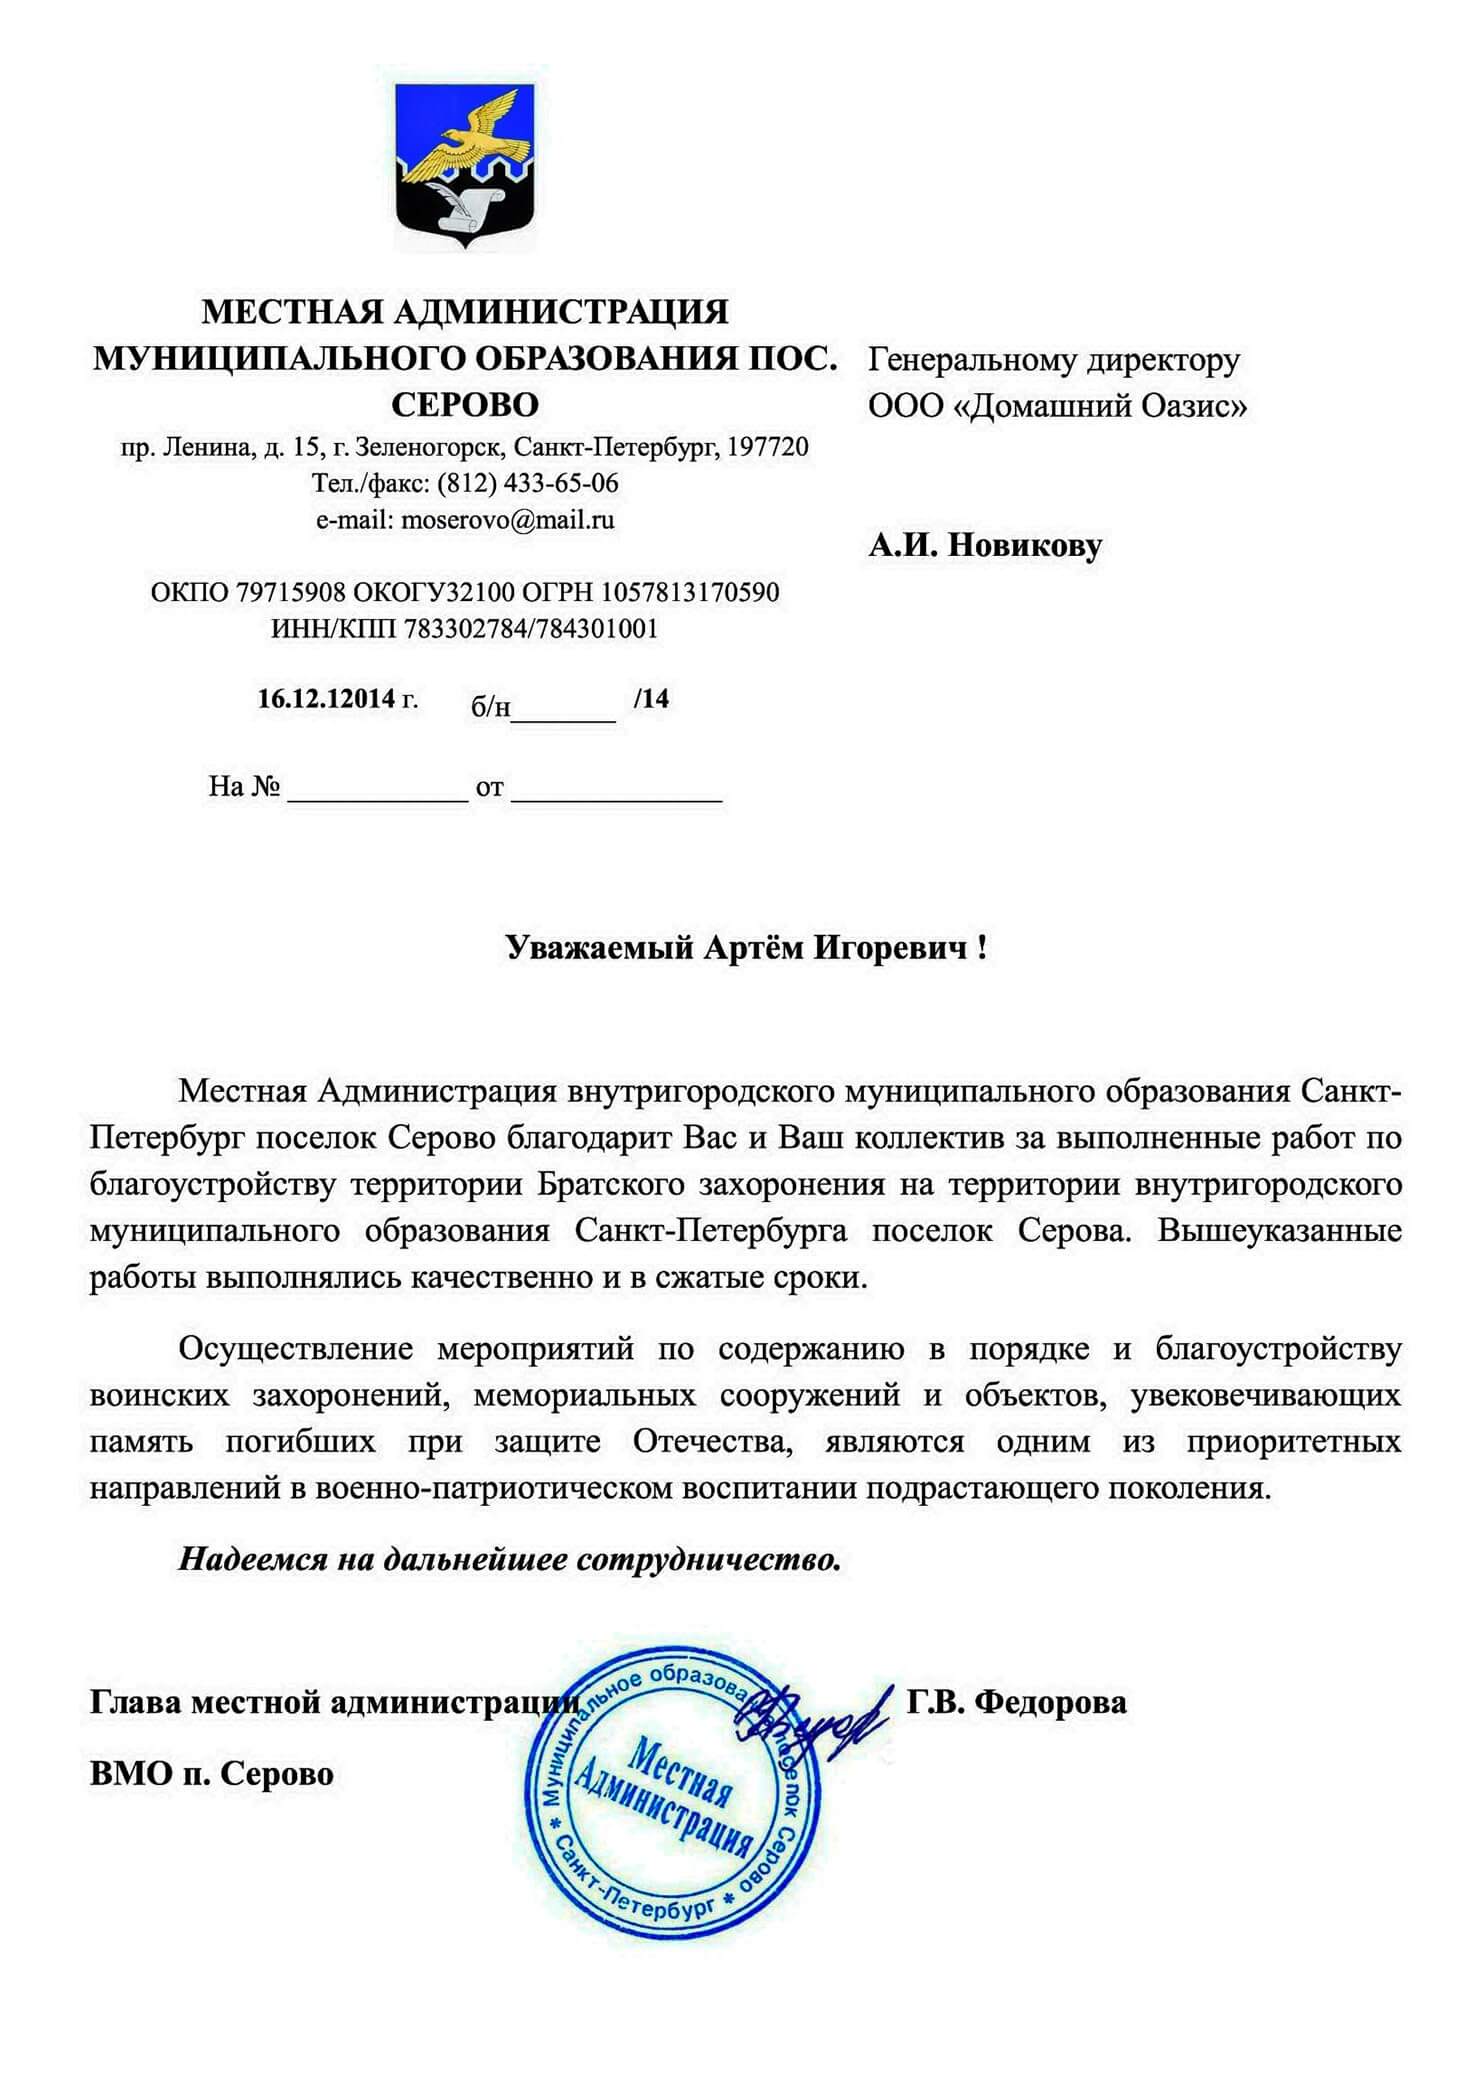 МЕСТНАЯ АДМИНИСТРАЦИЯ
МУНИЦИПАЛЬНОГО ОБРАЗОВАНИЯ ПОС.
СЕРОВО
пр. Ленина, д. 15, г. Зеленогорск, Санкт-Петербург, 197720
Тел./факс: (812) 433-65-06
e-mail: moserovo@mail.ru
ОКПО 79715908 ОКОГУ32100 ОГРН 1057813170590
ИНН/КПП 783302784/784301001
16.12.12014 г. б/н_______ /14
На № ____________ от ______________
Генеральному директору
ООО «Домашний Оазис»
А.И. Новикову
Уважаемый Артём Игоревич !
Местная Администрация внутригородского муниципального образования Санкт-
Петербург поселок Серово благодарит Вас и Ваш коллектив за выполненные работ по
благоустройству территории Братского захоронения на территории внутригородского
муниципального образования Санкт-Петербурга поселок Серова. Вышеуказанные
работы выполнялись качественно и в сжатые сроки.
Осуществление мероприятий по содержанию в порядке и благоустройству
воинских захоронений, мемориальных сооружений и объектов, увековечивающих
память погибших при защите Отечества, являются одним из приоритетных
направлений в военно-патриотическом воспитании подрастающего поколения.
Надеемся на дальнейшее сотрудничество.
Глава местной администрации Г.В. Федорова
ВМО п. Серово
Муниципальное образование поселок Серово * Санкт-Петербург *
Местная
Администрация